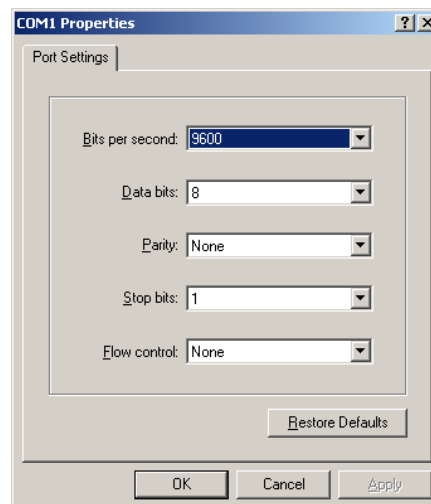 COM1 Properties
Port Settings
Bits per second: 9600
Data bits: 8
Parity: None
Stop bits: 1
Flow control: None
Restore Defaults
OK Cancel Apply